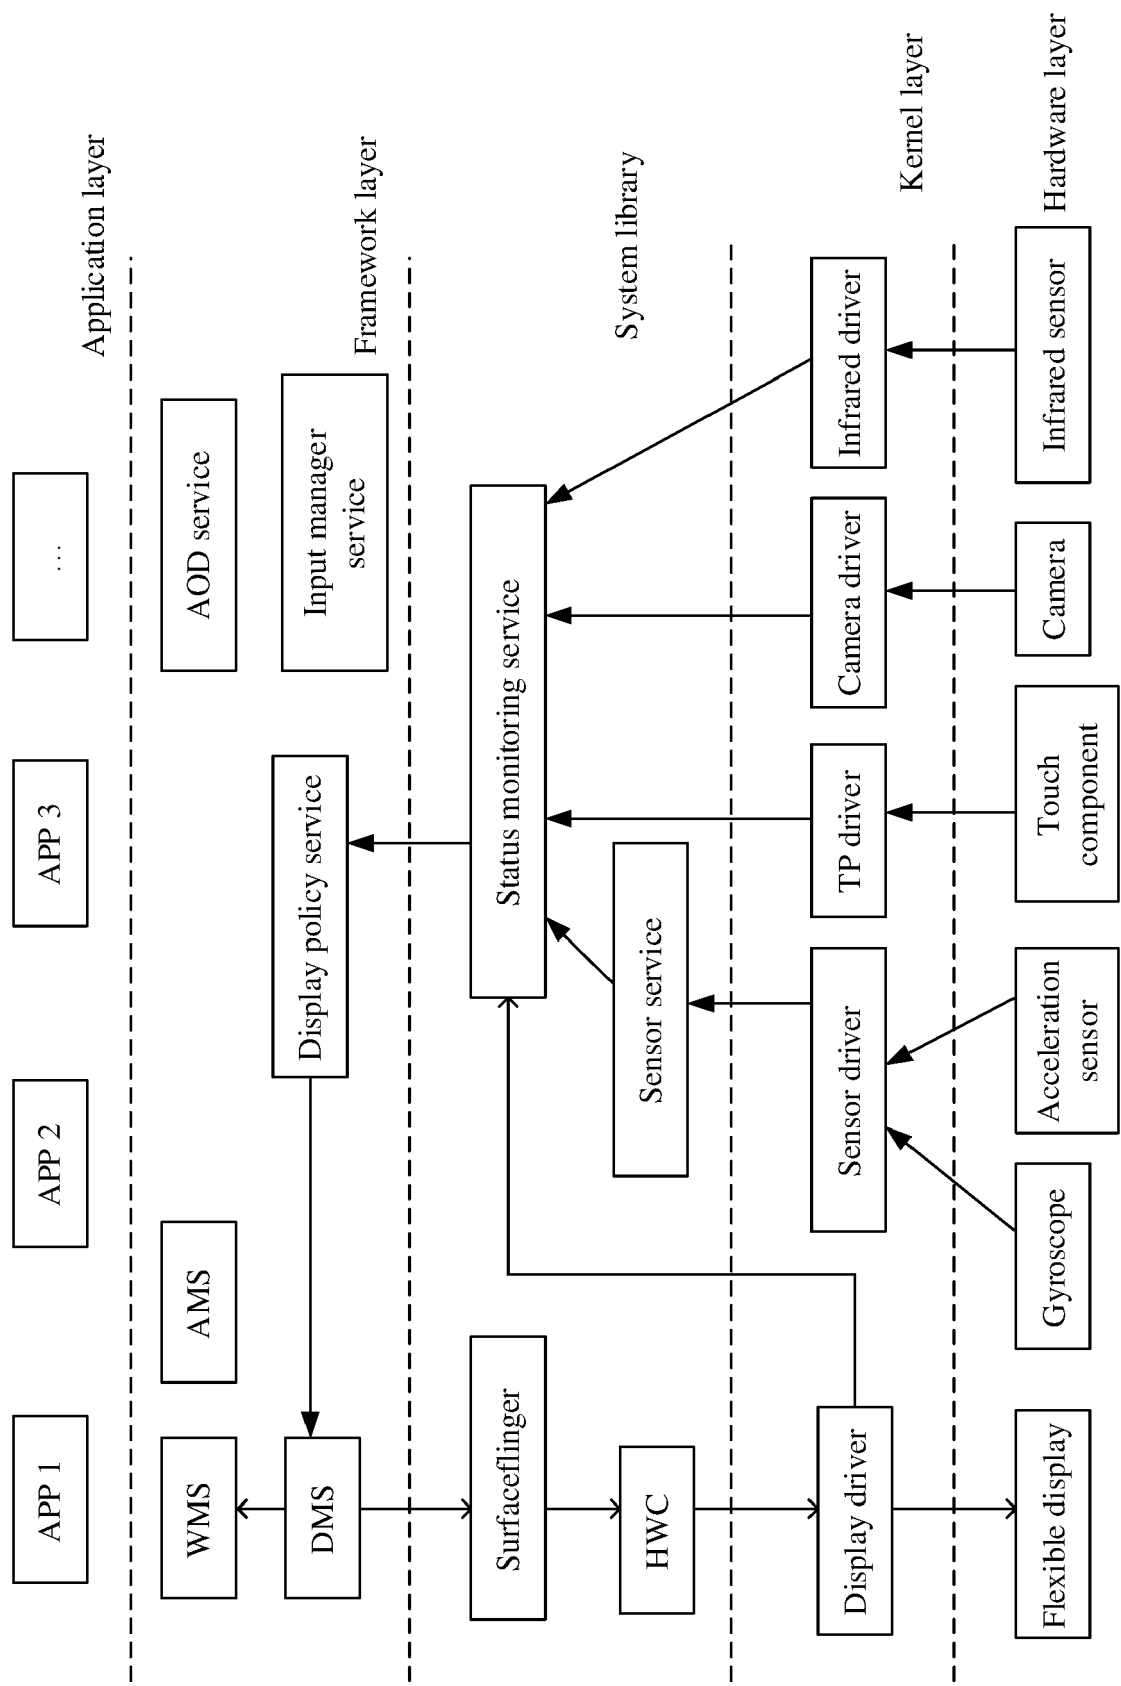 APP 1
APP 2
APP 3
...
Application layer
WMS
AMS
AOD service
DMS
Display policy service
Input manager
service
Framework layer
Surfaceflinger
Status monitoring service
HWC
Sensor service
System library
Display driver
Sensor driver
TP driver
Camera driver
Infrared driver
Kernel layer
Flexible display
Gyroscope
Acceleration
sensor
Touch
component
Camera
Infrared sensor
Hardware layer